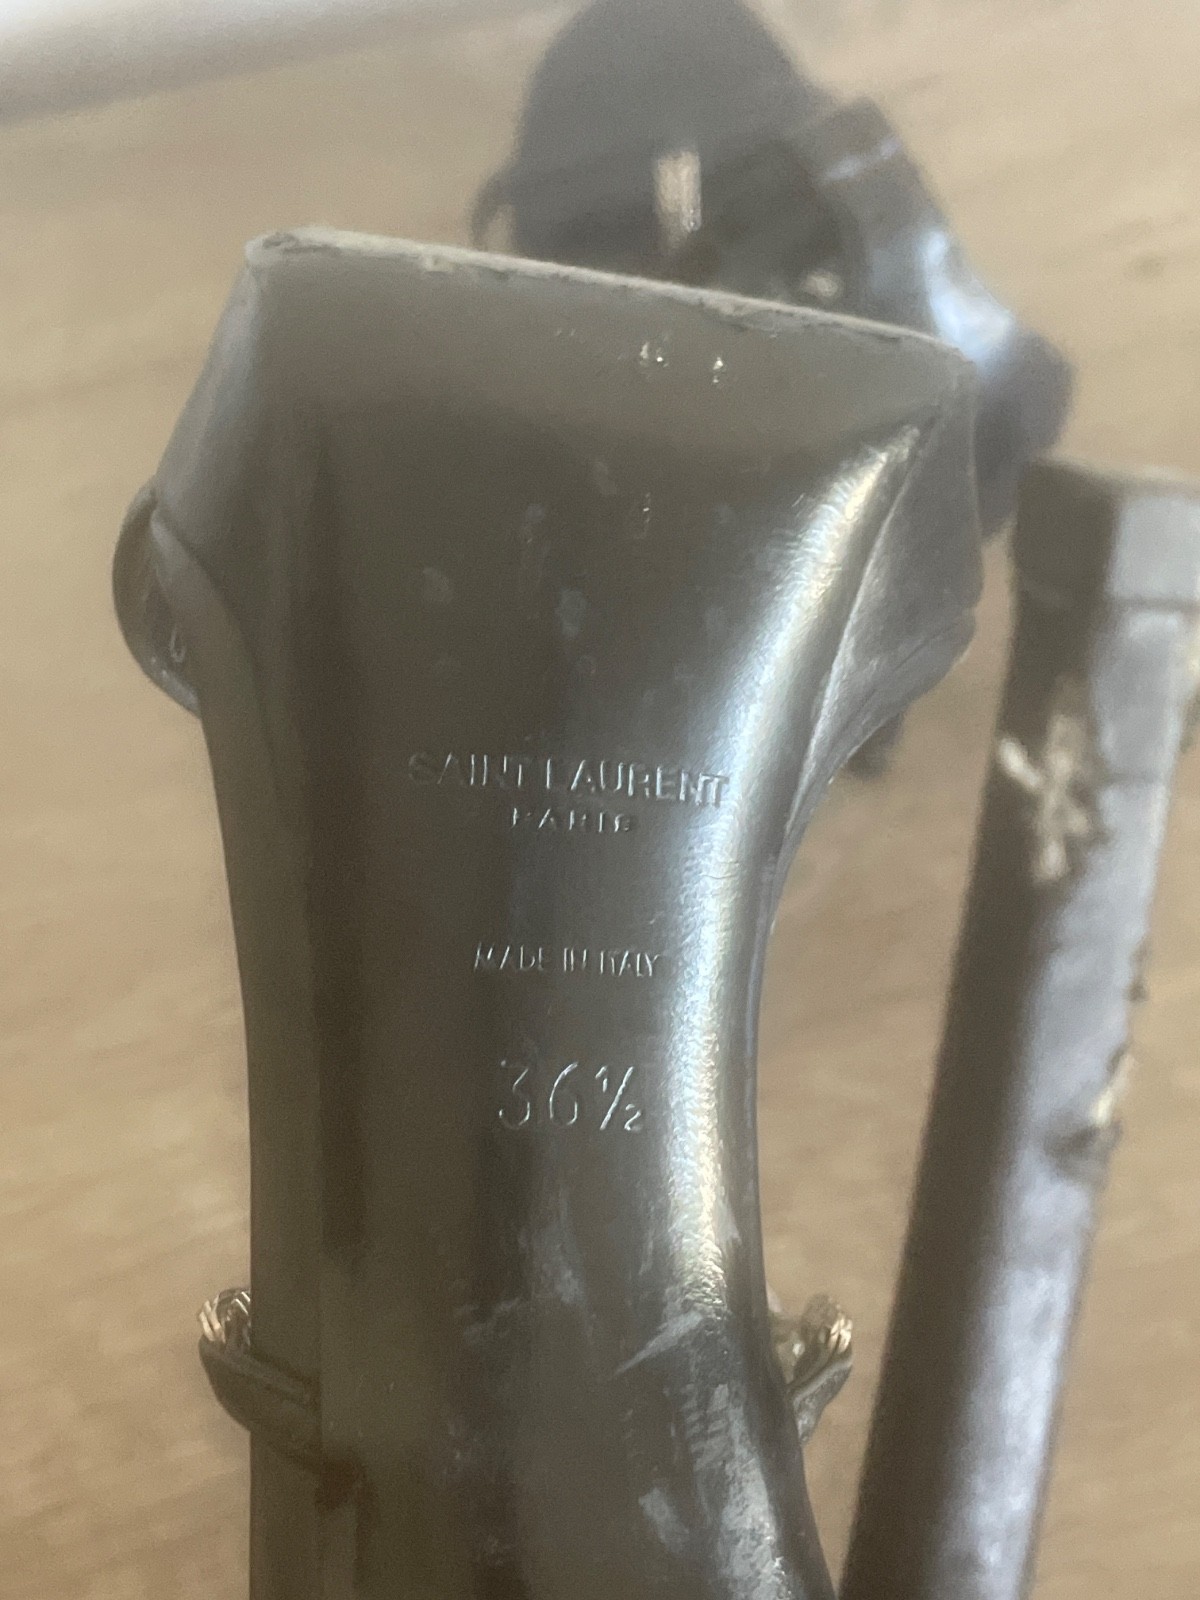 SAINT LAURENT
PARIS
MADE IN ITALY
36½